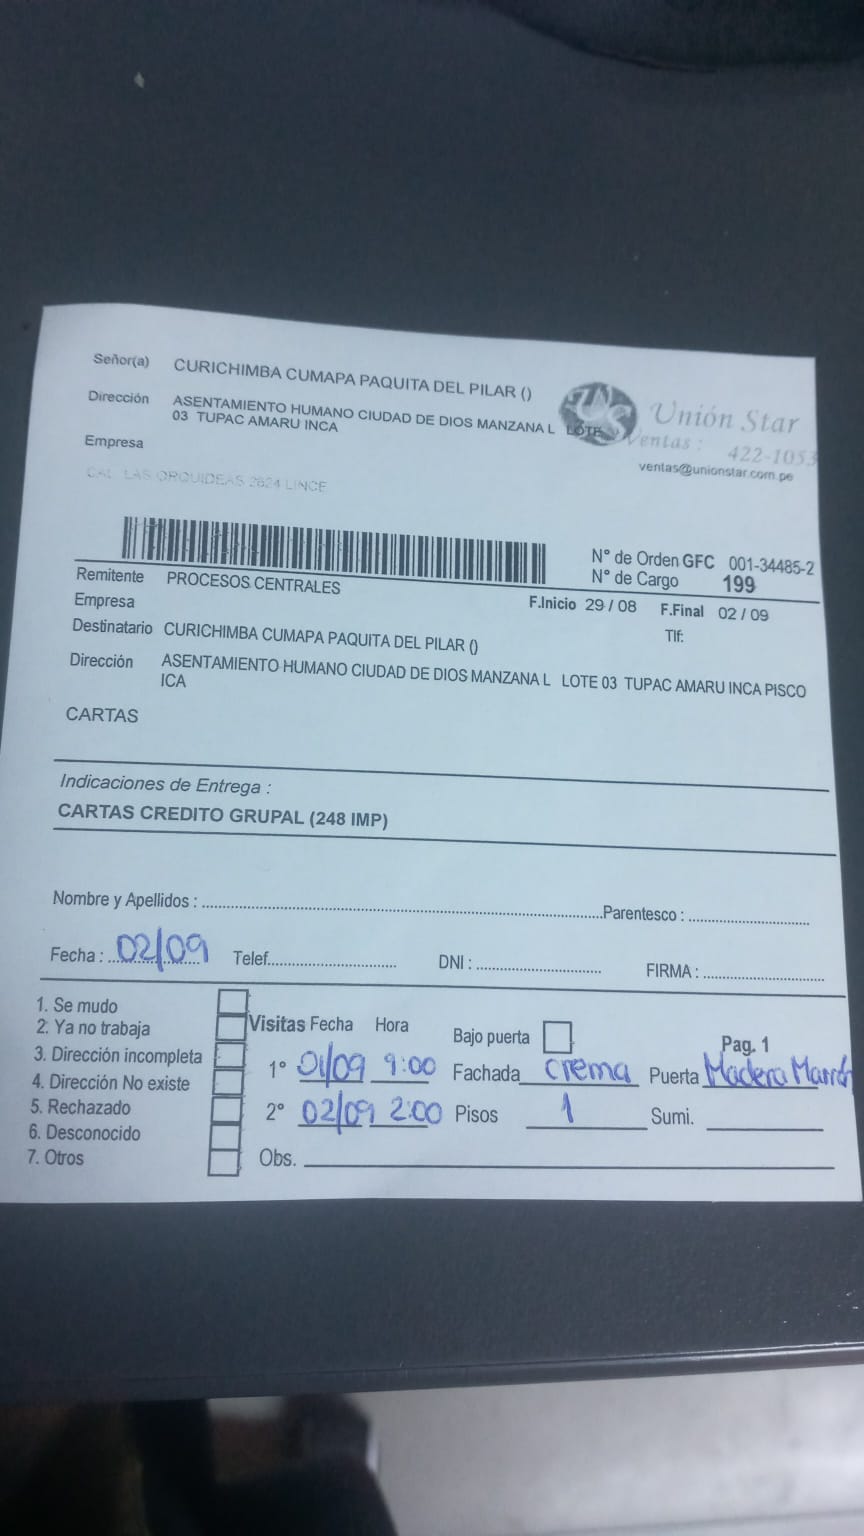 Señor(a) CURICHIMBA CUMAPA PAQUITA DEL PILAR ()
Dirección ASENTAMIENTO HUMANO CIUDAD DE DIOS MANZANA L LOTE
03 TUPAC AMARU INCA
Empresa
Unión Star
Ventas :
422-1053
ventas@unionstar.com.pe
CAL LAS ORQUIDEAS 2624 LINCE
N° de Orden GFC 001-34485-2
N° de Cargo 199
Remitente PROCESOS CENTRALES
F.Inicio 29 / 08 F.Final 02 / 09
Empresa
Tlf:
Destinatario CURICHIMBA CUMAPA PAQUITA DEL PILAR ()
Dirección ASENTAMIENTO HUMANO CIUDAD DE DIOS MANZANA L LOTE 03 TUPAC AMARU INCA PISCO
ICA
CARTAS
Indicaciones de Entrega :
CARTAS CREDITO GRUPAL (248 IMP)
Nombre y Apellidos : ........ Parentesco : ........
Fecha : 02/09 Telef........ DNI : ........ FIRMA : ........
1. Se mudo
2. Ya no trabaja
3. Dirección incompleta
4. Dirección No existe
5. Rechazado
6. Desconocido
7. Otros
Visitas Fecha Hora Bajo puerta Pag. 1
1° 01/09 9:00 Fachada crema Puerta Madera Marrón
2° 02/09 2:00 Pisos 1 Sumi.
Obs.